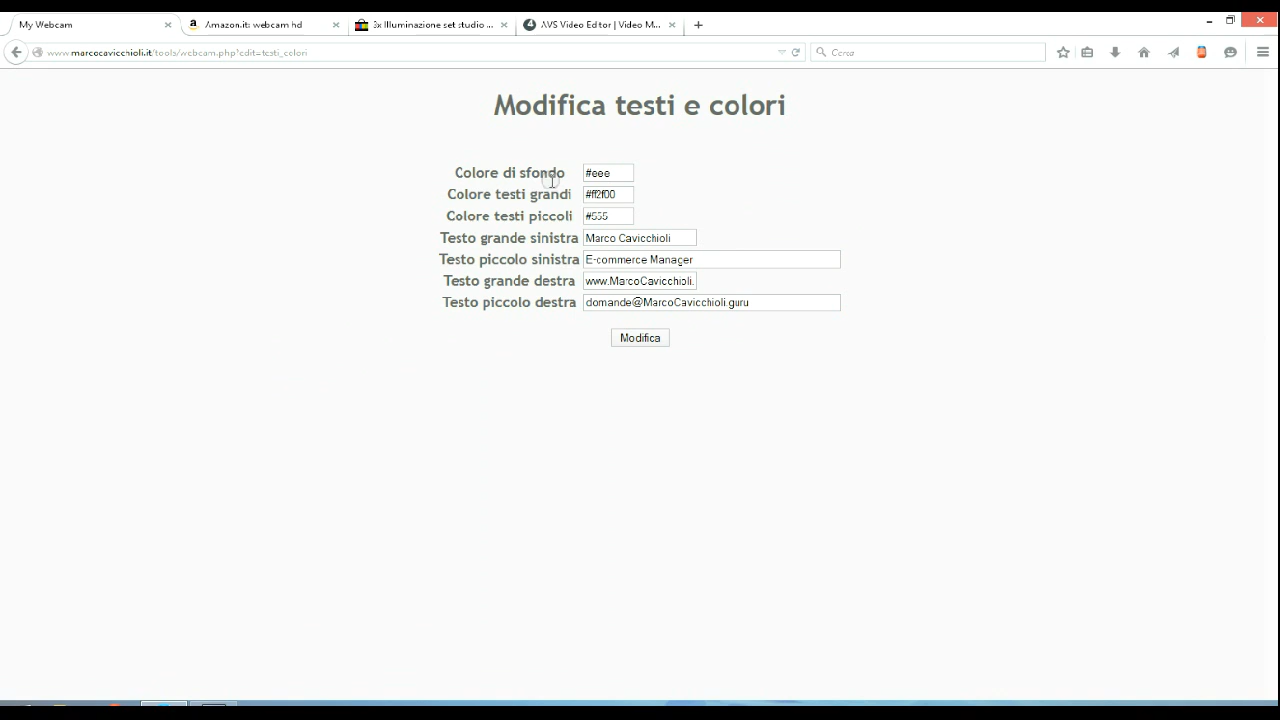 My Webcam × Amazon.it: webcam hd × 3x Illuminazione set studio ... × AVS Video Editor | Video M... × +
www.marcocavicchioli.it/tools/webcam.php?edit=testi_colori Cerca
Modifica testi e colori
Colore di sfondo #eee
Colore testi grandi #ff2f00
Colore testi piccoli #555
Testo grande sinistra Marco Cavicchioli
Testo piccolo sinistra E-commerce Manager
Testo grande destra www.MarcoCavicchioli.
Testo piccolo destra domande@MarcoCavicchioli.guru
Modifica